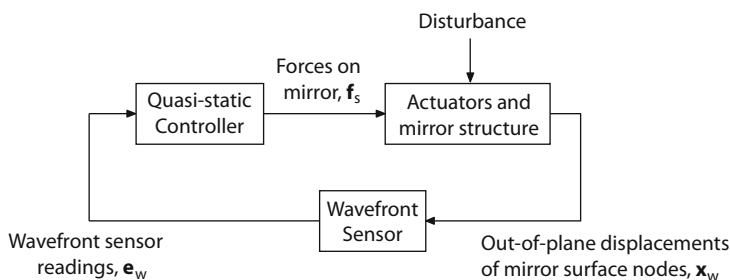 Disturbance
Forces on
mirror, fₛ
Quasi-static
Controller
Actuators and
mirror structure
Wavefront
Sensor
Wavefront sensor
readings, e_w
Out-of-plane displacements
of mirror surface nodes, x_w